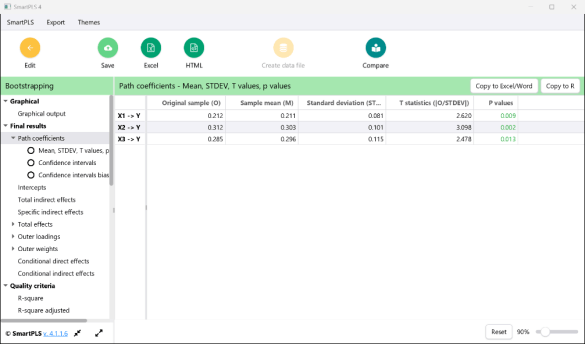 SmartPLS 4
SmartPLS Export Themes
Edit Save Excel HTML Create data file Compare
Bootstrapping
Path coefficients - Mean, STDEV, T values, p values
Copy to Excel/Word Copy to R
Graphical
Graphical output
Final results
Path coefficients
Mean, STDEV, T values, p
Confidence intervals
Confidence intervals bias
Intercepts
Total indirect effects
Specific indirect effects
Total effects
Outer loadings
Outer weights
Conditional direct effects
Conditional indirect effects
Quality criteria
R-square
R-square adjusted
Original sample (O) Sample mean (M) Standard deviation (ST... T statistics (|O/STDEV|) P values
X1 -> Y 0.212 0.211 0.081 2.620 0.009
X2 -> Y 0.312 0.303 0.101 3.098 0.002
X3 -> Y 0.285 0.296 0.115 2.478 0.013
© SmartPLS v. 4.1.1.6
Reset 90%